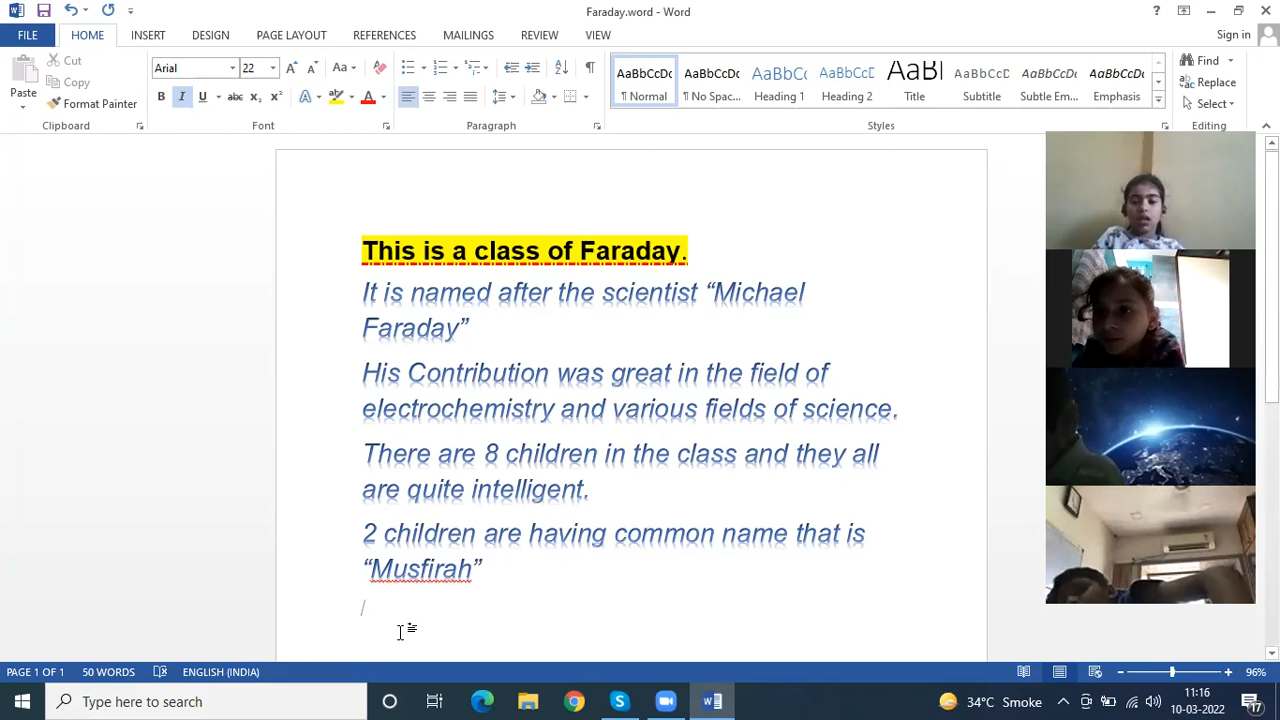 Faraday.word - Word
FILE HOME INSERT DESIGN PAGE LAYOUT REFERENCES MAILINGS REVIEW VIEW Sign in
Cut
Copy
Paste
Format Painter
Clipboard
Arial 22
Font
Paragraph
AaBbCcDc AaBbCcDc AaBbCc AaBbCcE AaBl AaBbCcD AaBbCcDc AaBbCcDc
¶ Normal ¶ No Spac... Heading 1 Heading 2 Title Subtitle Subtle Em... Emphasis
Styles
Find
Replace
Select
Editing
This is a class of Faraday.
It is named after the scientist “Michael
Faraday”
His Contribution was great in the field of
electrochemistry and various fields of science.
There are 8 children in the class and they all
are quite intelligent.
2 children are having common name that is
“Musfirah”
PAGE 1 OF 1 50 WORDS ENGLISH (INDIA) 96%
Type here to search
34°C Smoke
11:16
10-03-2022
17